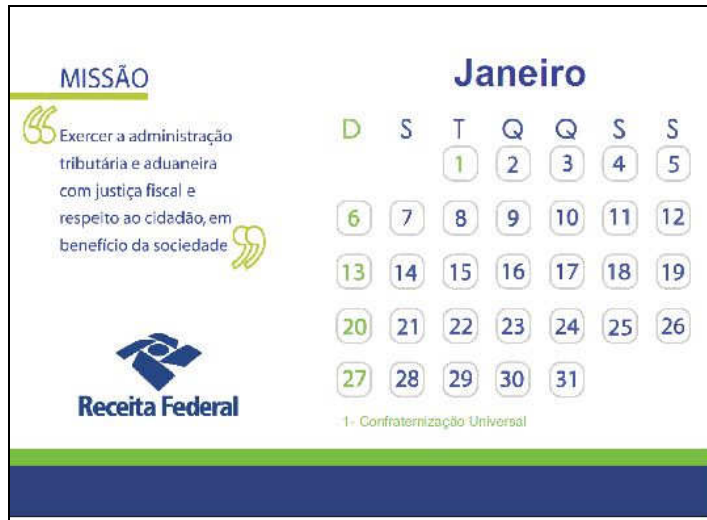 MISSÃO
Exercer a administração
tributária e aduaneira
com justiça fiscal e
respeito ao cidadão, em
benefício da sociedade
Receita Federal
Janeiro
D S T Q Q S S
1 2 3 4 5
6 7 8 9 10 11 12
13 14 15 16 17 18 19
20 21 22 23 24 25 26
27 28 29 30 31
1- Confraternização Universal